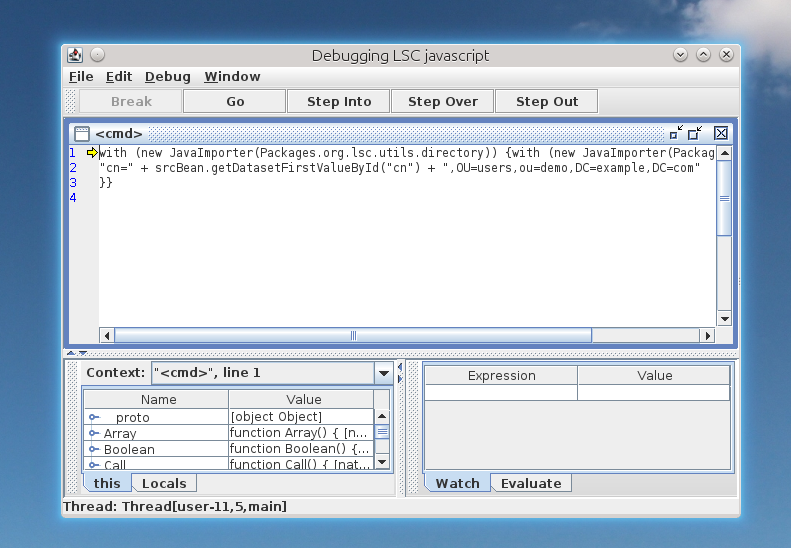 Debugging LSC javascript
File Edit Debug Window
Break Go Step Into Step Over Step Out
<cmd>
1 with (new JavaImporter(Packages.org.lsc.utils.directory)) {with (new JavaImporter(Packag
2 "cn=" + srcBean.getDatasetFirstValueById("cn") + ",OU=users,ou=demo,DC=example,DC=com"
3 }}
4
Context: "<cmd>", line 1
Name Value
proto [object Object]
Array function Array() { [n...
Boolean function Boolean() {...
Call function Call() { [nat...
this Locals
Expression Value
Watch Evaluate
Thread: Thread[user-11,5,main]